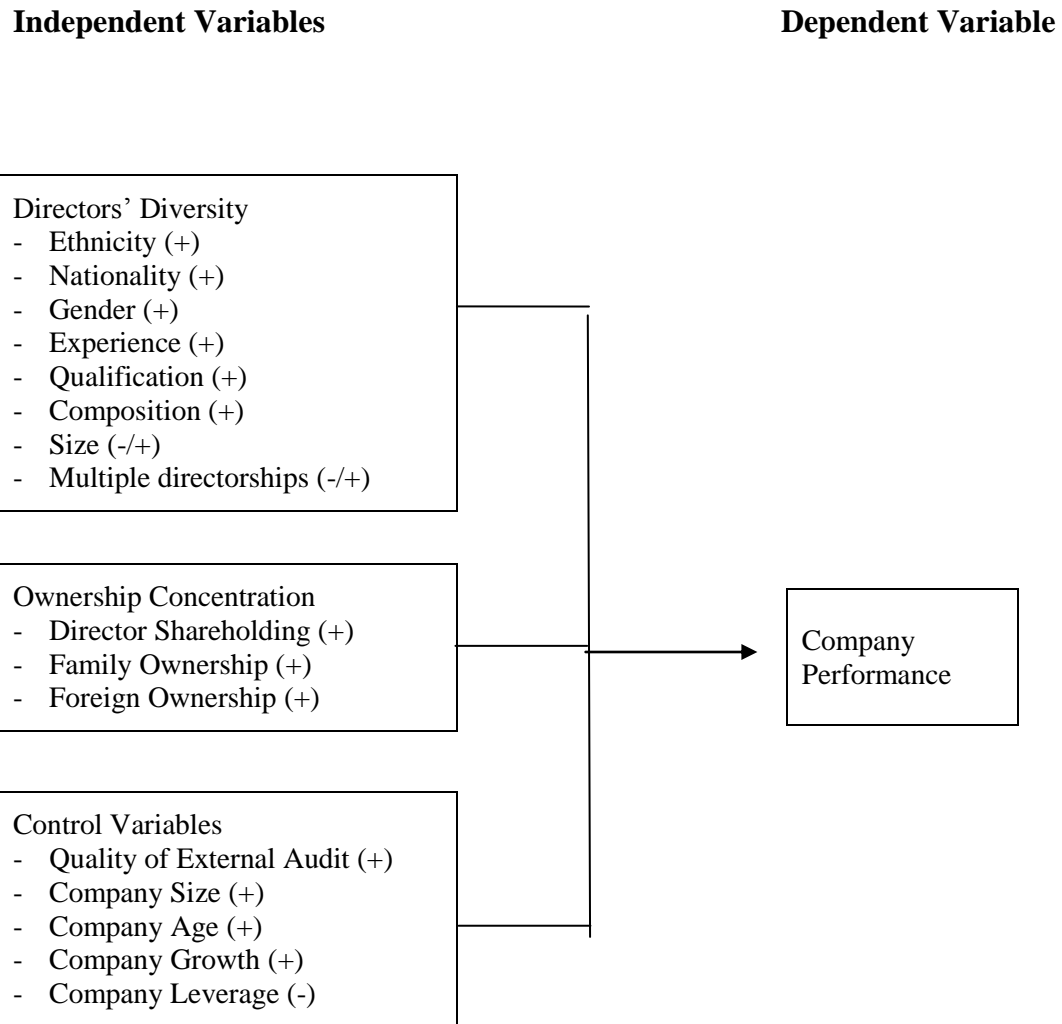 Independent Variables
Dependent Variable
Directors’ Diversity
- Ethnicity (+)
- Nationality (+)
- Gender (+)
- Experience (+)
- Qualification (+)
- Composition (+)
- Size (-/+)
- Multiple directorships (-/+)
Ownership Concentration
- Director Shareholding (+)
- Family Ownership (+)
- Foreign Ownership (+)
Company
Performance
Control Variables
- Quality of External Audit (+)
- Company Size (+)
- Company Age (+)
- Company Growth (+)
- Company Leverage (-)